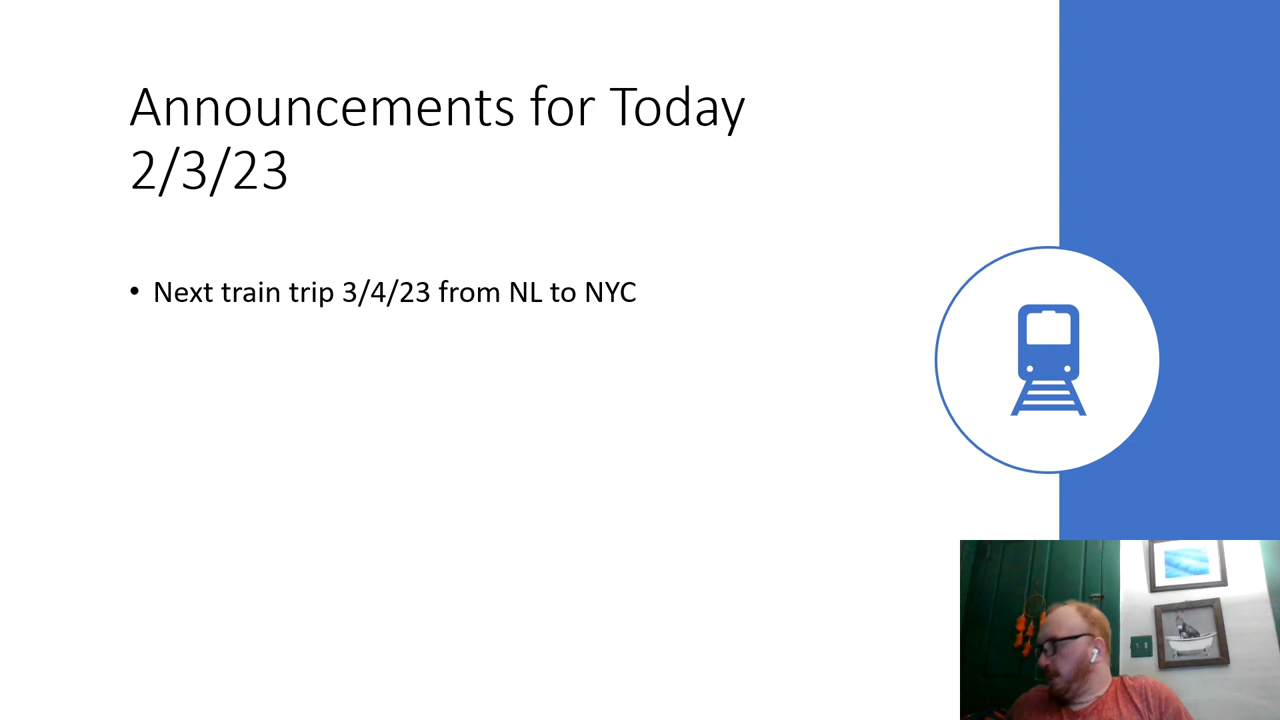 Announcements for Today
2/3/23
• Next train trip 3/4/23 from NL to NYC